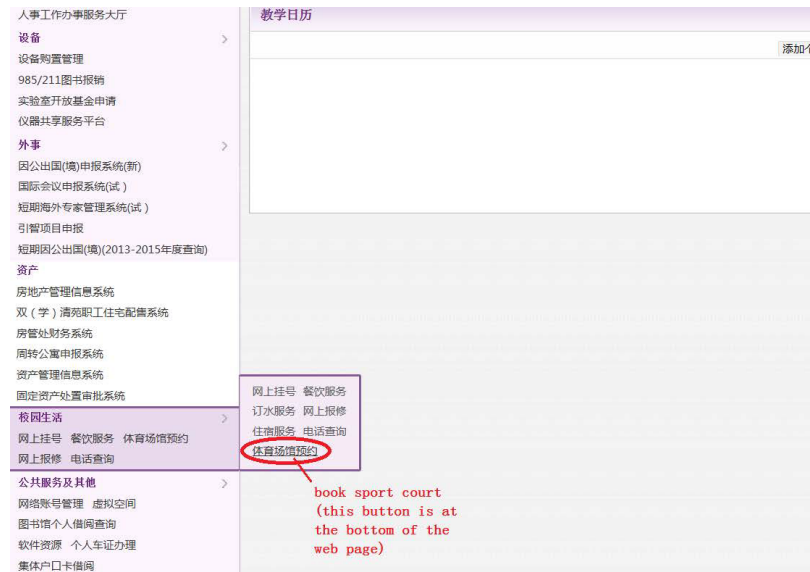 人事工作办事服务大厅
设备
设备购置管理
985/211图书报销
实验室开放基金申请
仪器共享服务平台
外事
因公出国(境)申报系统(新)
国际会议申报系统(试)
短期海外专家管理系统(试)
引智项目申报
短期因公出国(境)(2013-2015年度查询)
资产
房地产管理信息系统
双(学)清苑职工住宅配售系统
房管处财务系统
周转公寓申报系统
资产管理信息系统
固定资产处置审批系统
校园生活
网上挂号 餐饮服务 体育场馆预约
网上报修 电话查询
公共服务及其他
网络账号管理 虚拟空间
图书馆个人借阅查询
软件资源 个人车证办理
集体户口卡借阅
教学日历
添加个
网上挂号 餐饮服务
订水服务 网上报修
住宿服务 电话查询
体育场馆预约
book sport court
(this button is at
the bottom of the
web page)